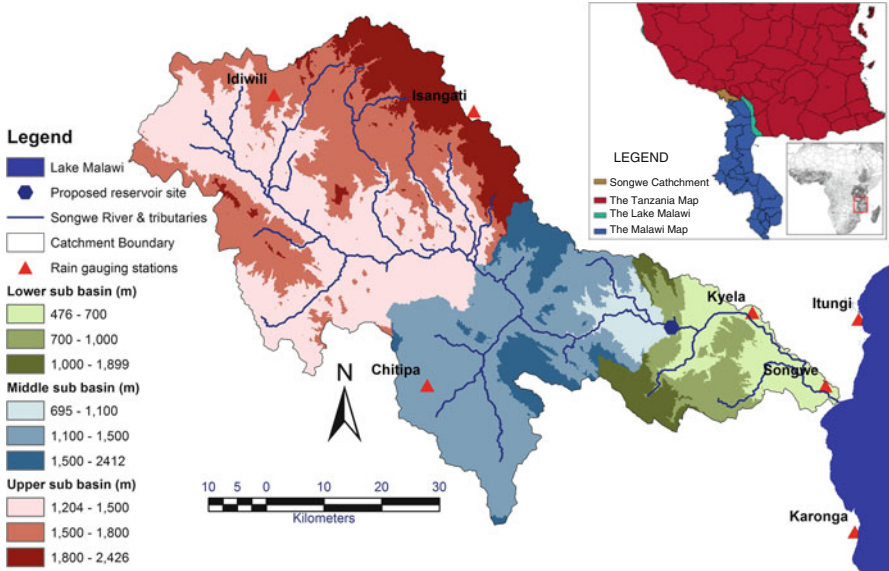 Legend
Lake Malawi
Proposed reservoir site
Songwe River & tributaries
Catchment Boundary
Rain gauging stations
Lower sub basin (m)
476 - 700
700 - 1,000
1,000 - 1,899
Middle sub basin (m)
695 - 1,100
1,100 - 1,500
1,500 - 2412
Upper sub basin (m)
1,204 - 1,500
1,500 - 1,800
1,800 - 2,426
Idiwili
Isangati
Chitipa
Kyela
Itungi
Songwe
Karonga
N
10 5 0 10 20 30
Kilometers
LEGEND
Songwe Cathchment
The Tanzania Map
The Lake Malawi
The Malawi Map